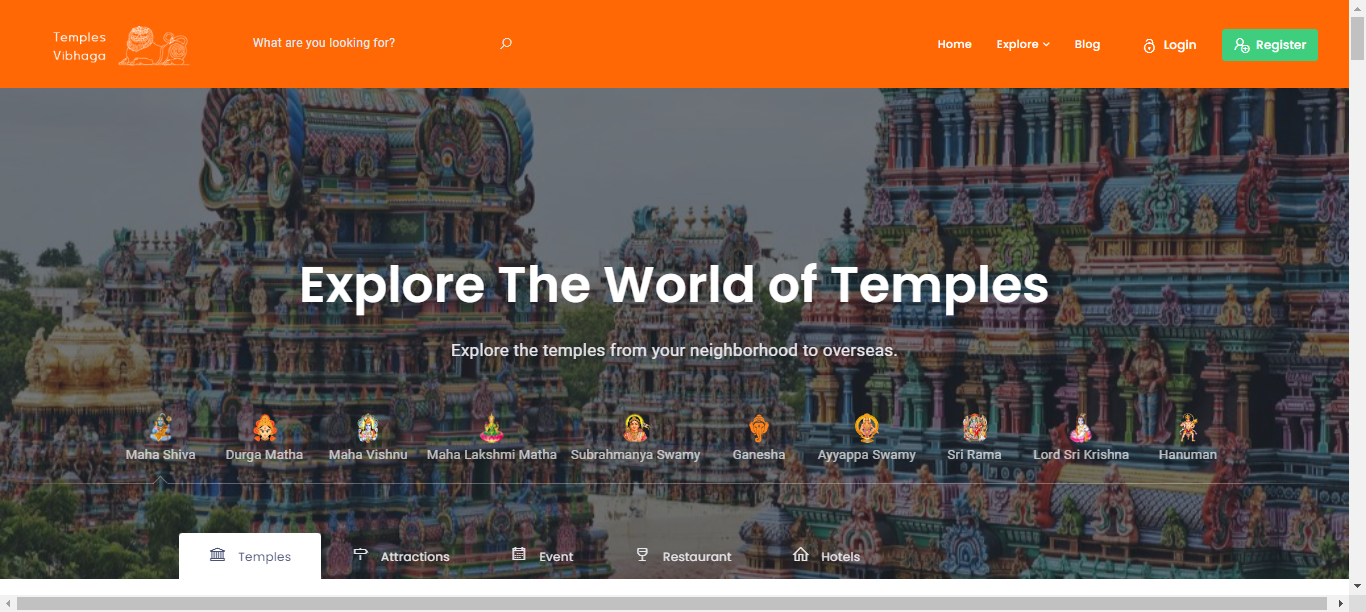 Temples
Vibhaga
What are you looking for?
Home
Explore
Blog
Login
Register
Explore The World of Temples
Explore the temples from your neighborhood to overseas.
Maha Shiva
Durga Matha
Maha Vishnu
Maha Lakshmi Matha
Subrahmanya Swamy
Ganesha
Ayyappa Swamy
Sri Rama
Lord Sri Krishna
Hanuman
Temples
Attractions
Event
Restaurant
Hotels